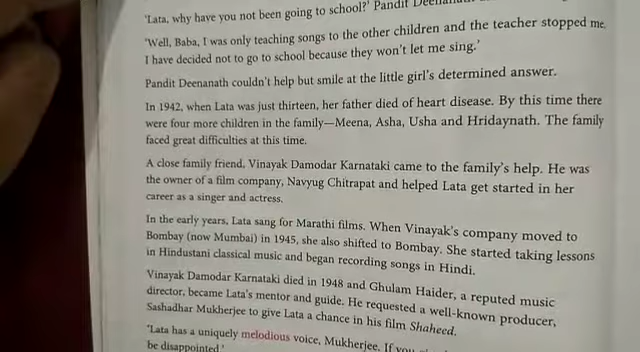 'Lata, why have you not been going to school?' Pandit Deenanath
'Well, Baba, I was only teaching songs to the other children and the teacher stopped me.
I have decided not to go to school because they won't let me sing.'
Pandit Deenanath couldn't help but smile at the little girl's determined answer.
In 1942, when Lata was just thirteen, her father died of heart disease. By this time there
were four more children in the family—Meena, Asha, Usha and Hridaynath. The family
faced great difficulties at this time.
A close family friend, Vinayak Damodar Karnataki came to the family's help. He was
the owner of a film company, Navyug Chitrapat and helped Lata get started in her
career as a singer and actress.
In the early years, Lata sang for Marathi films. When Vinayak's company moved to
Bombay (now Mumbai) in 1945, she also shifted to Bombay. She started taking lessons
in Hindustani classical music and began recording songs in Hindi.
Vinayak Damodar Karnataki died in 1948 and Ghulam Haider, a reputed music
director, became Lata's mentor and guide. He requested a well-known producer,
Sashadhar Mukherjee to give Lata a chance in his film Shaheed.
'Lata has a uniquely melodious voice, Mukherjee. If you
be disappointed.'